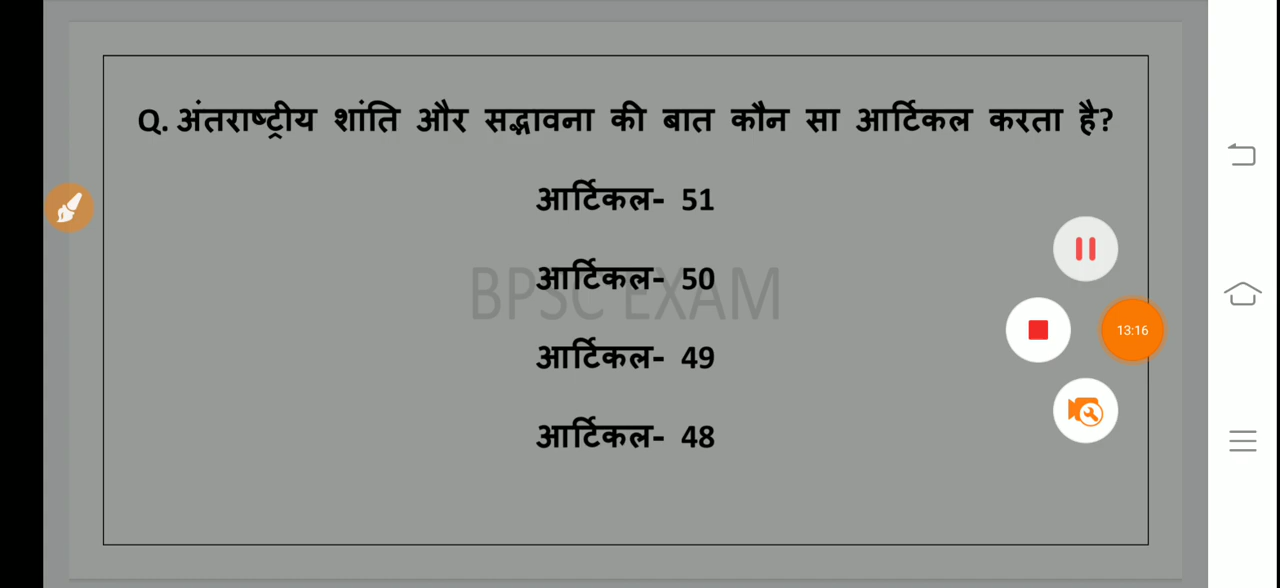 Q. अंतराष्ट्रीय शांति और सद्भावना की बात कौन सा आर्टिकल करता है?
आर्टिकल- 51
आर्टिकल- 50
BPSC EXAM
आर्टिकल- 49
13:16
आर्टिकल- 48